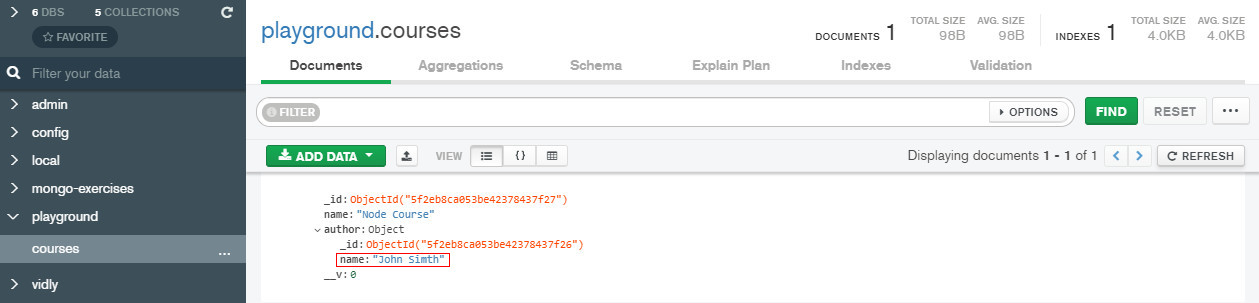 6 DBS 5 COLLECTIONS
FAVORITE
Filter your data
admin
config
local
mongo-exercises
playground
courses
...
vidly
playground.courses
DOCUMENTS 1 TOTAL SIZE 98B AVG. SIZE 98B INDEXES 1 TOTAL SIZE 4.0KB AVG. SIZE 4.0KB
Documents Aggregations Schema Explain Plan Indexes Validation
FILTER OPTIONS FIND RESET ...
ADD DATA VIEW {} Displaying documents 1 - 1 of 1 < > REFRESH
_id:ObjectId("5f2eb8ca053be42378437f27")
name:"Node Course"
author:Object
_id:ObjectId("5f2eb8ca053be42378437f26")
name:"John Simth"
__v:0